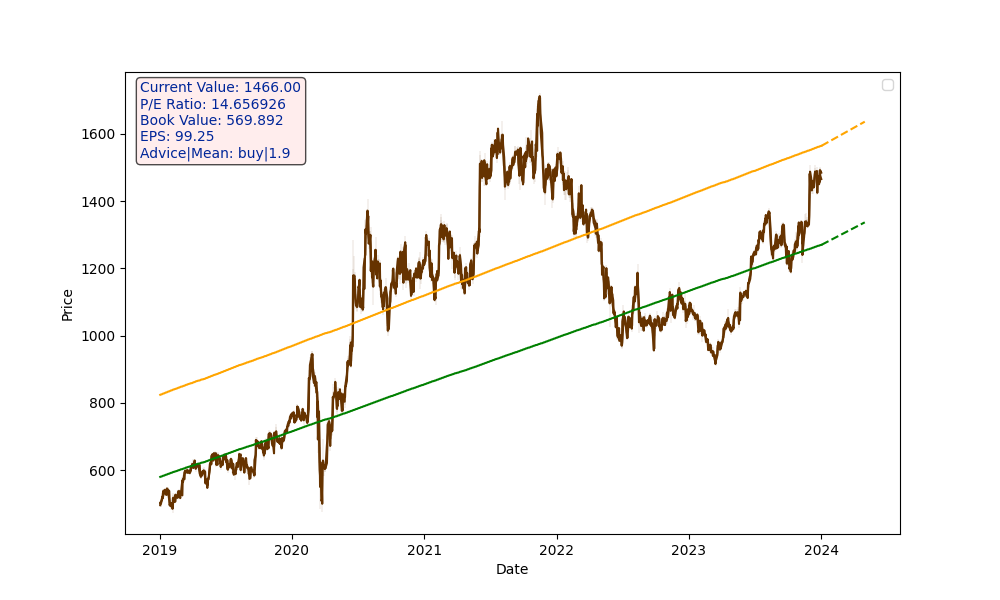 Current Value: 1466.00
P/E Ratio: 14.656926
Book Value: 569.892
EPS: 99.25
Advice|Mean: buy|1.9
1600
1400
1200
1000
800
600
Price
2019 2020 2021 2022 2023 2024
Date